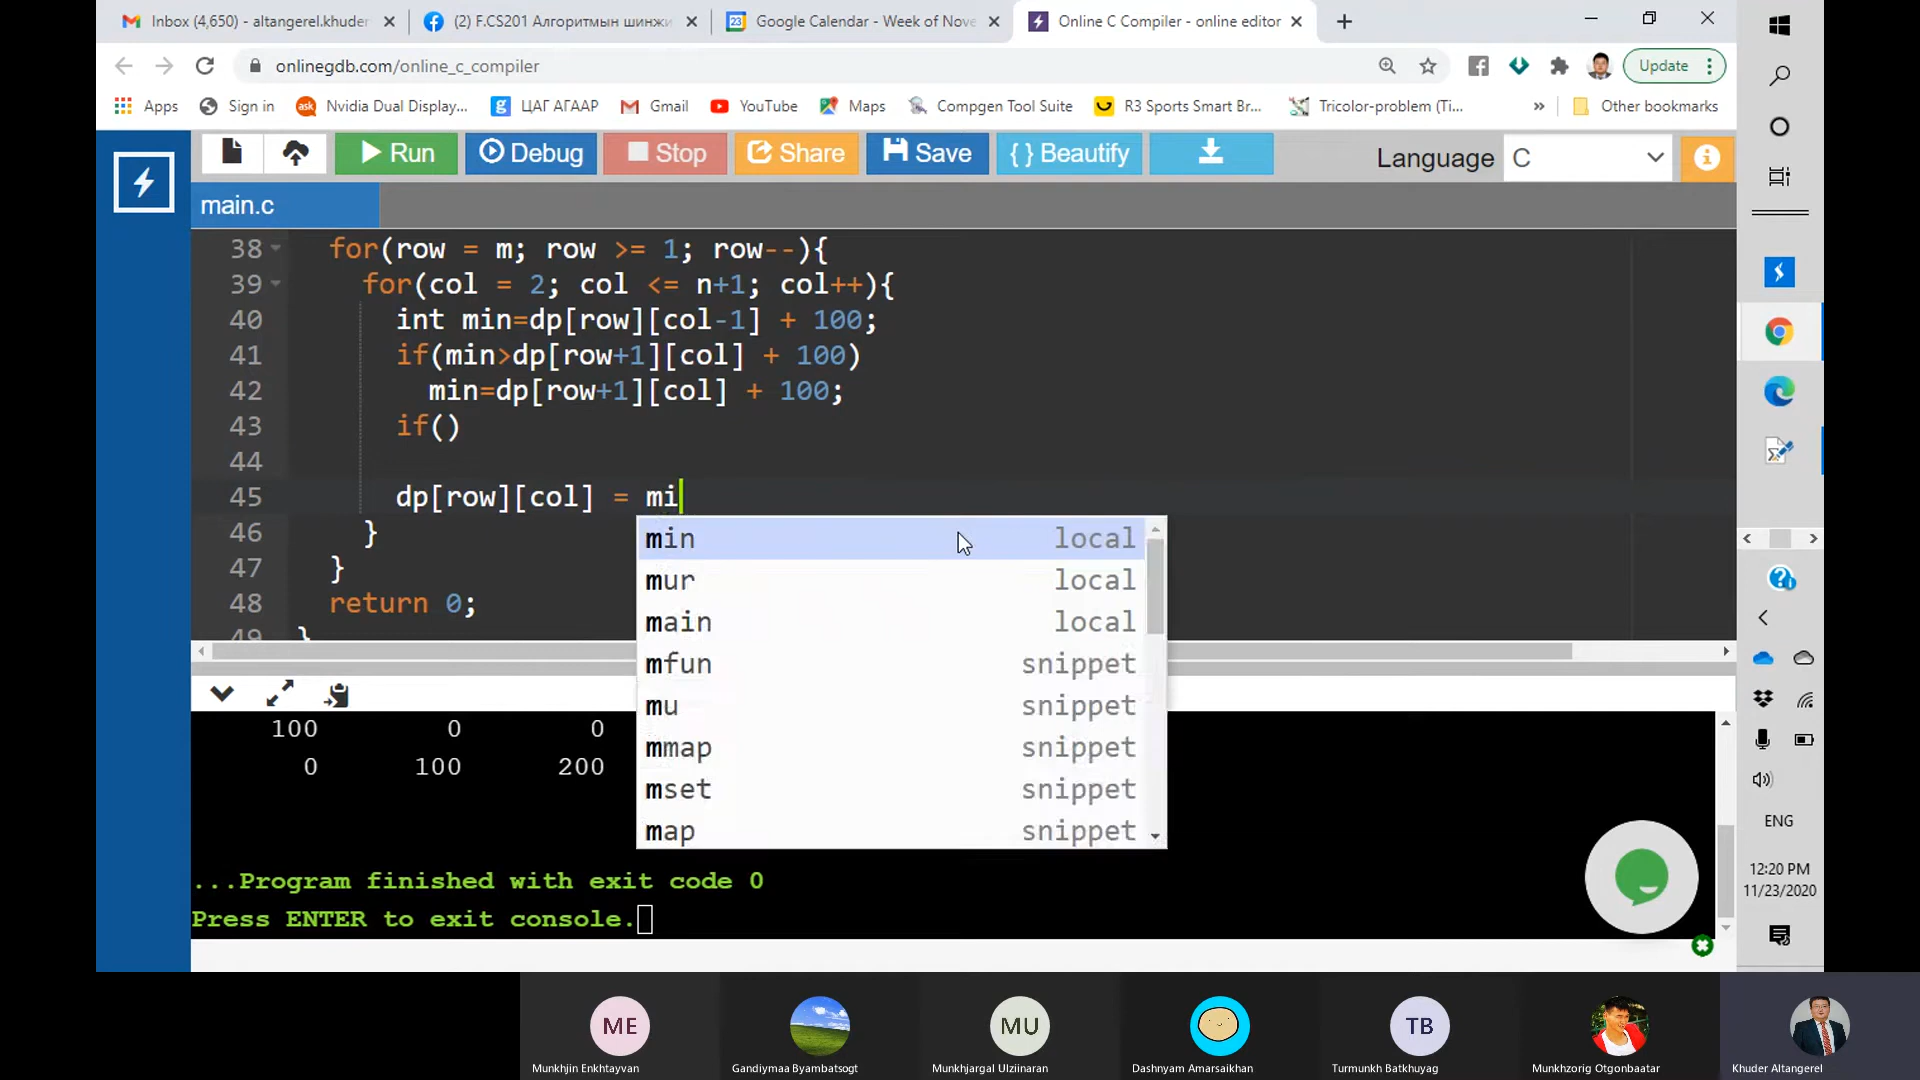 Inbox (4,650) - altangerel.khuder
(2) F.CS201 Алгоритмын шинжи
Google Calendar - Week of Nove
Online C Compiler - online editor
onlinegdb.com/online_c_compiler
Update
Apps
Sign in
Nvidia Dual Display...
ЦАГ АГААР
Gmail
YouTube
Maps
Compgen Tool Suite
R3 Sports Smart Br...
Tricolor-problem (Ti...
»
Other bookmarks
Run
Debug
Stop
Share
Save
{ } Beautify
Language
C
main.c
38 for(row = m; row >= 1; row--){
39 for(col = 2; col <= n+1; col++){
40 int min=dp[row][col-1] + 100;
41 if(min>dp[row+1][col] + 100)
42 min=dp[row+1][col] + 100;
43 if()
44
45 dp[row][col] = mi
46 }
47 }
48 return 0;
49 }
min local
mur local
main local
mfun snippet
mu snippet
mmap snippet
mset snippet
map snippet
100 0 0
0 100 200
...Program finished with exit code 0
Press ENTER to exit console.
ENG
12:20 PM
11/23/2020
ME
MU
TB
Munkhjin Enkhtayvan
Gandiymaa Byambatsogt
Munkhjargal Ulziinaran
Dashnyam Amarsaikhan
Turmunkh Batkhuyag
Munkhzorig Otgonbaatar
Khuder Altangerel